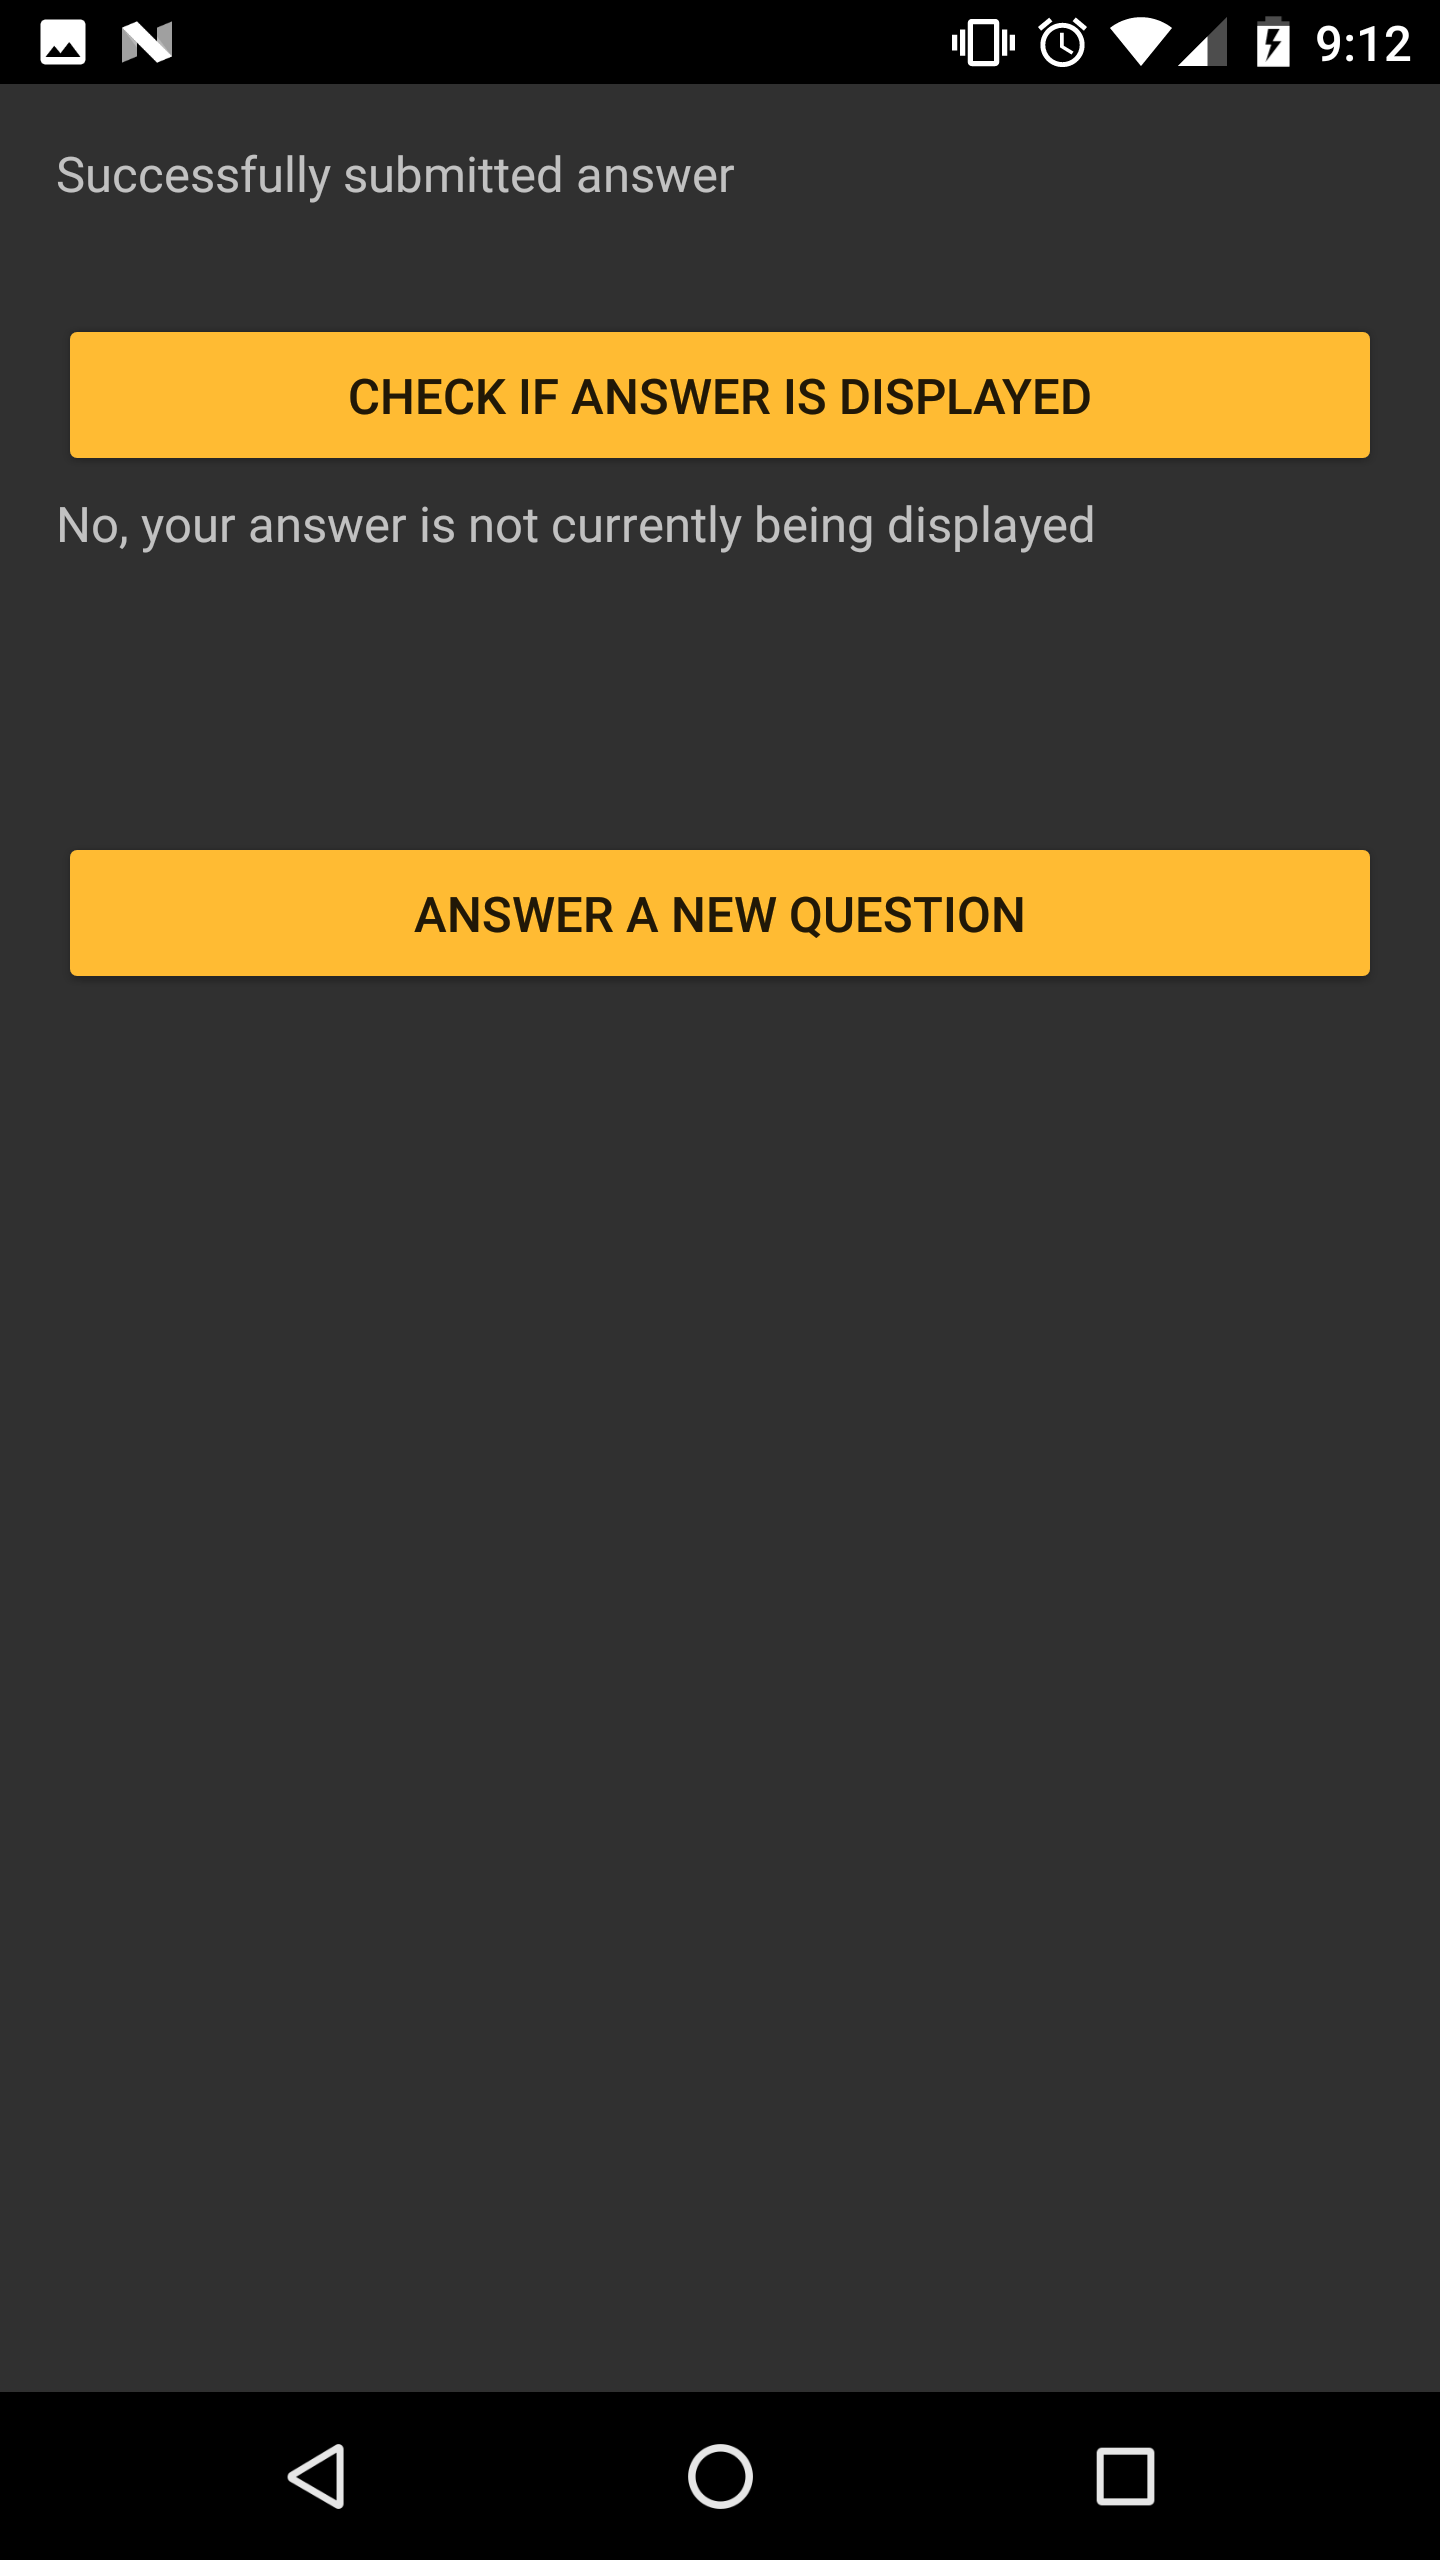 9:12
Successfully submitted answer
CHECK IF ANSWER IS DISPLAYED
No, your answer is not currently being displayed
ANSWER A NEW QUESTION